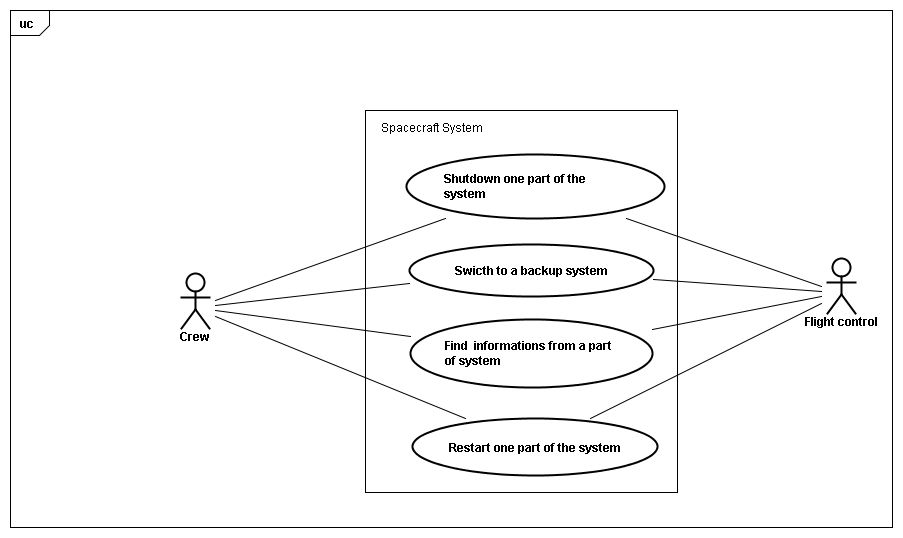 uc
Spacecraft System
Shutdown one part of the
system
Swicth to a backup system
Find  informations from a part
of system
Restart one part of the system
Crew
Flight control